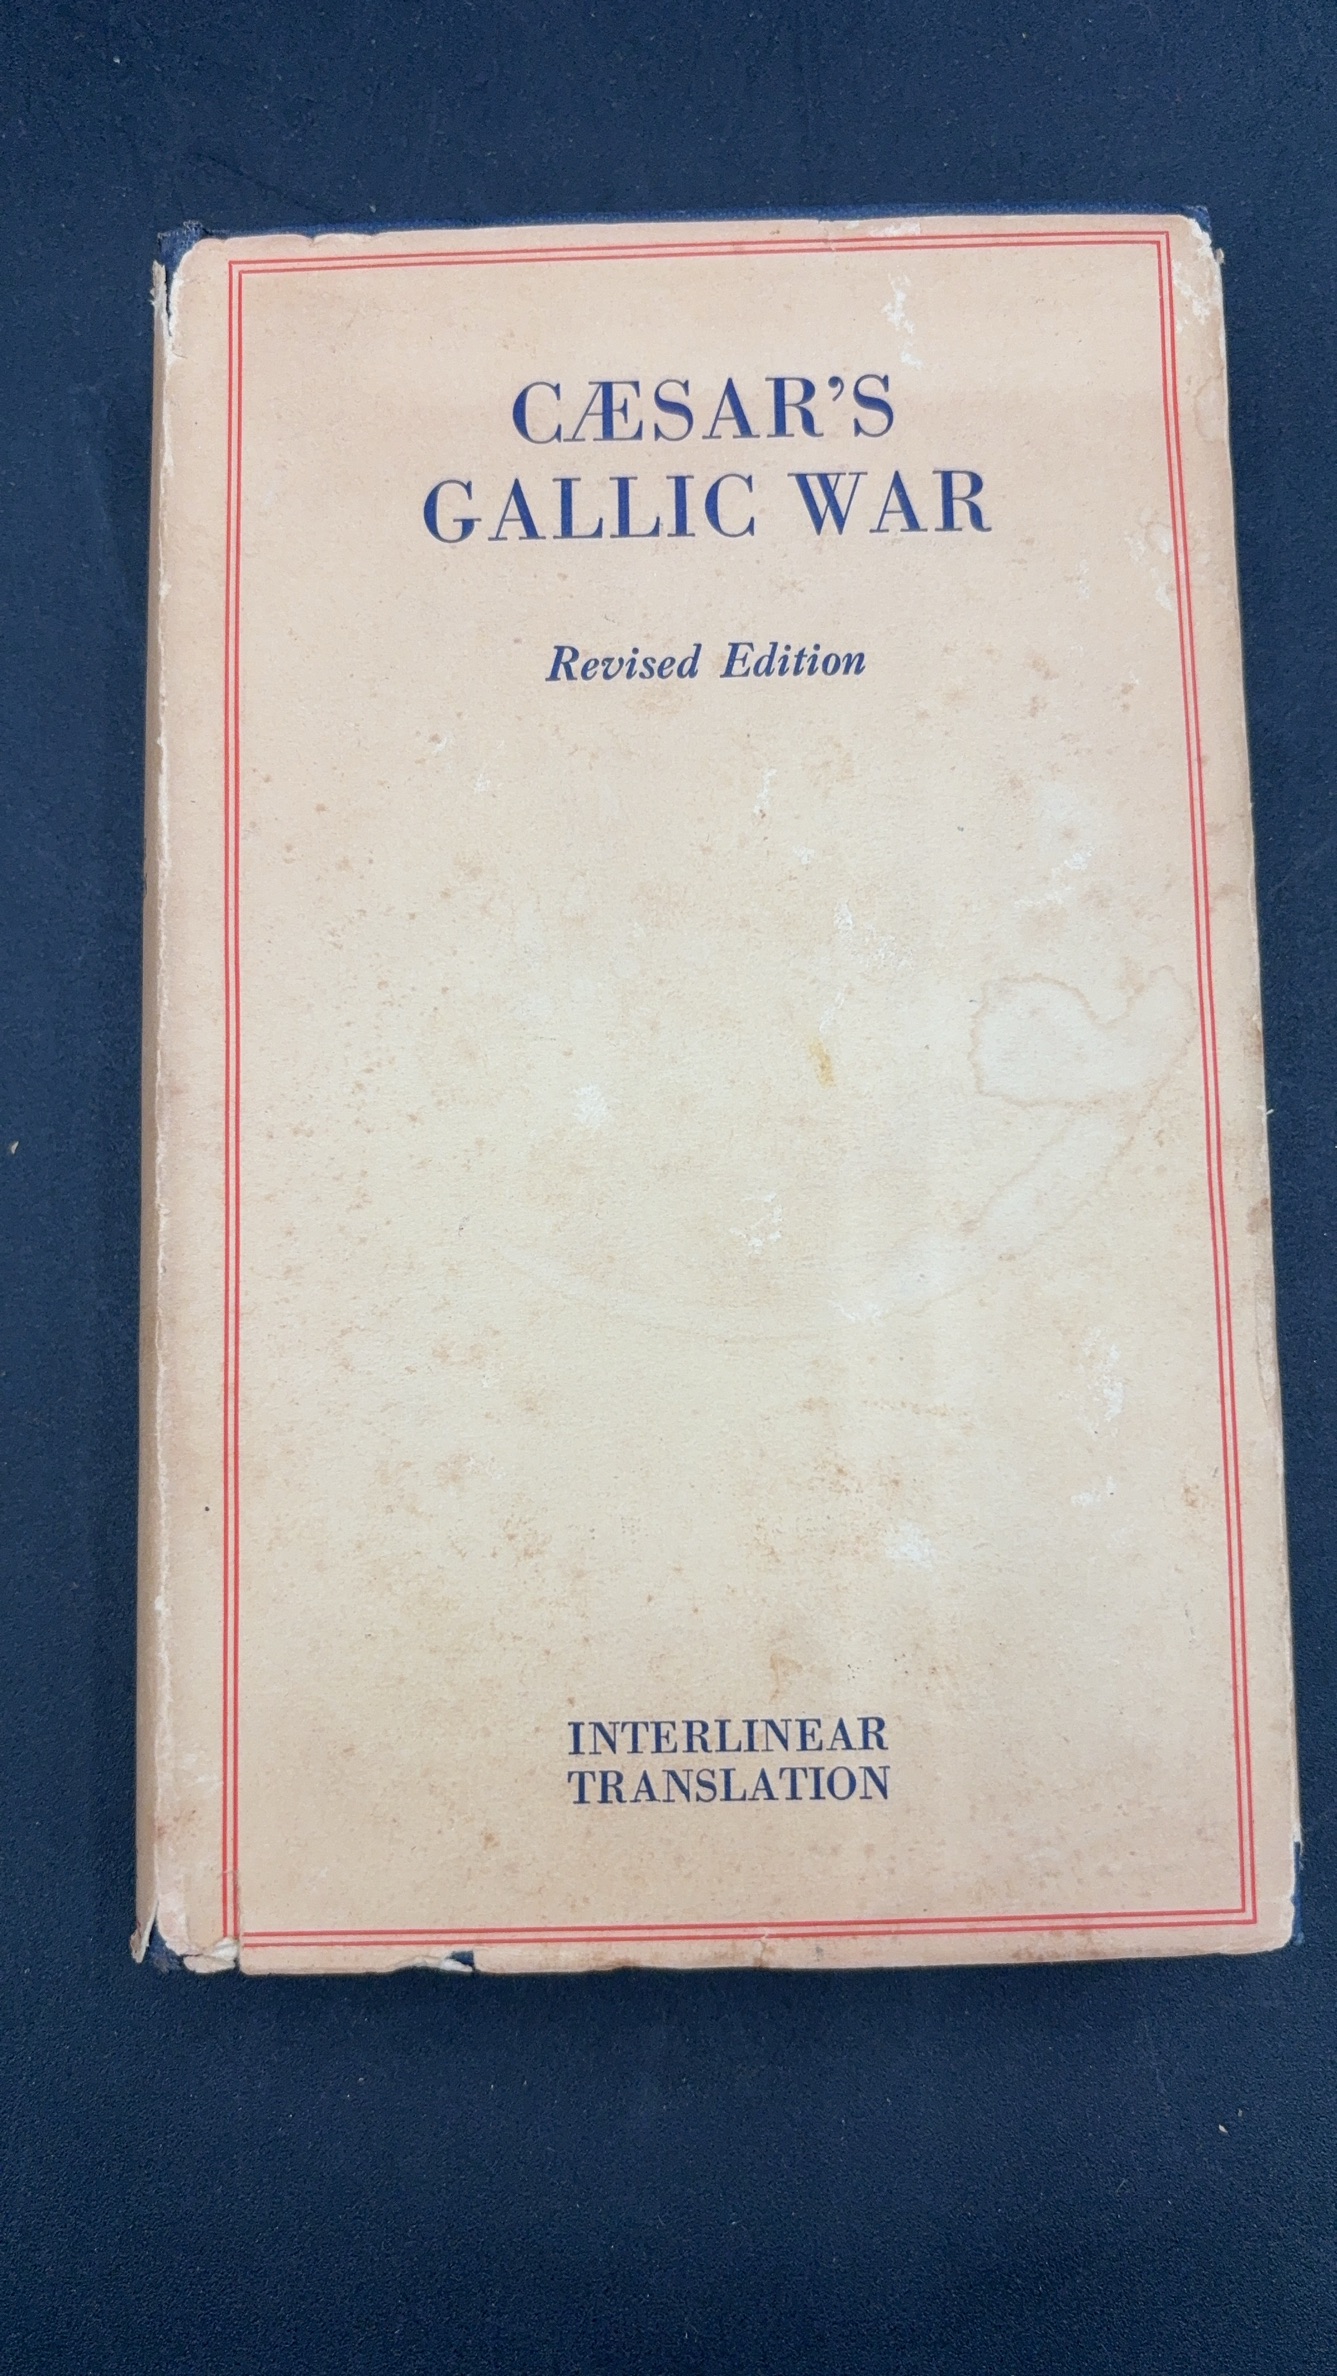 CÆSAR’S
GALLIC WAR
Revised Edition
INTERLINEAR
TRANSLATION